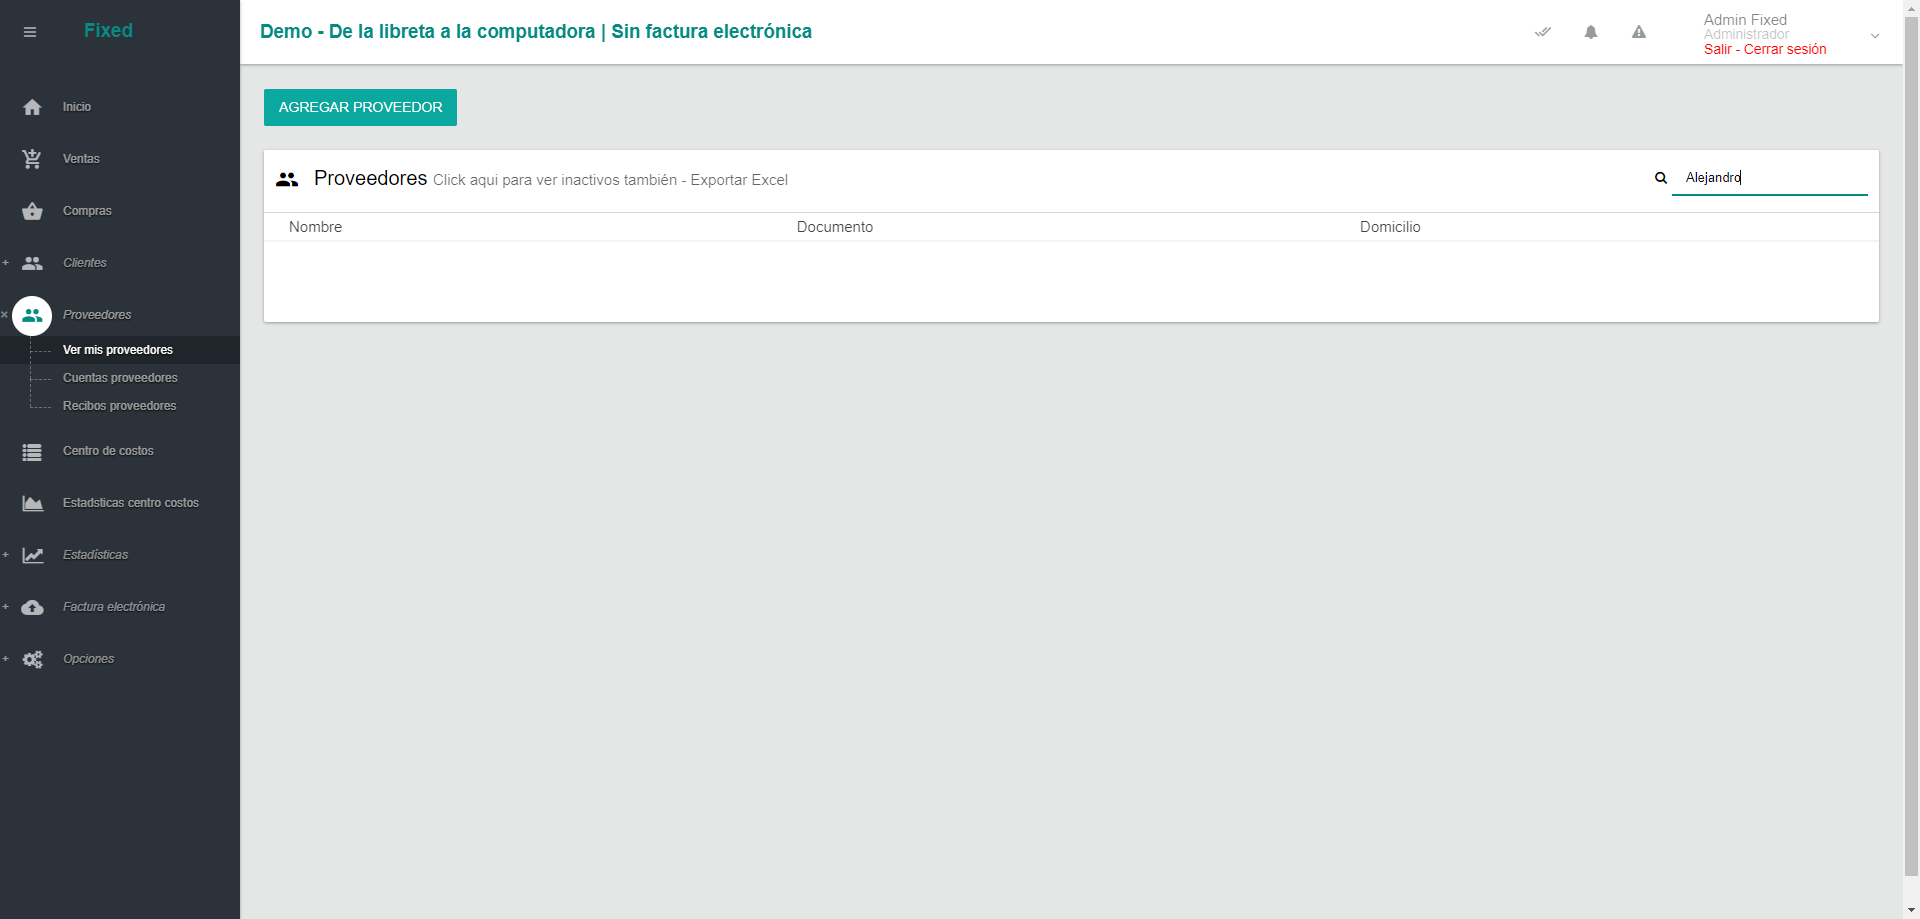 Fixed
Demo - De la libreta a la computadora | Sin factura electrónica
Admin Fixed
Administrador
Salir - Cerrar sesión
Inicio
Ventas
Compras
+ Clientes
× Proveedores
Ver mis proveedores
Cuentas proveedores
Recibos proveedores
Centro de costos
Estadsticas centro costos
+ Estadísticas
+ Factura electrónica
+ Opciones
AGREGAR PROVEEDOR
Proveedores Click aqui para ver inactivos también - Exportar Excel
Alejandro
Nombre Documento Domicilio